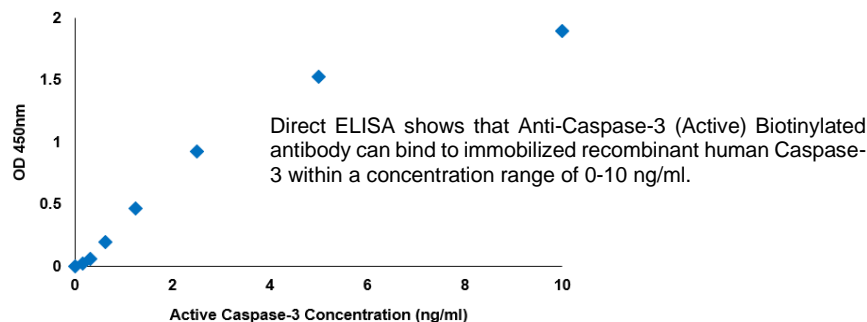 2
1.5
1
0.5
0
OD 450nm
Direct ELISA shows that Anti-Caspase-3 (Active) Biotinylated
antibody can bind to immobilized recombinant human Caspase-
3 within a concentration range of 0-10 ng/ml.
0 2 4 6 8 10
Active Caspase-3 Concentration (ng/ml)